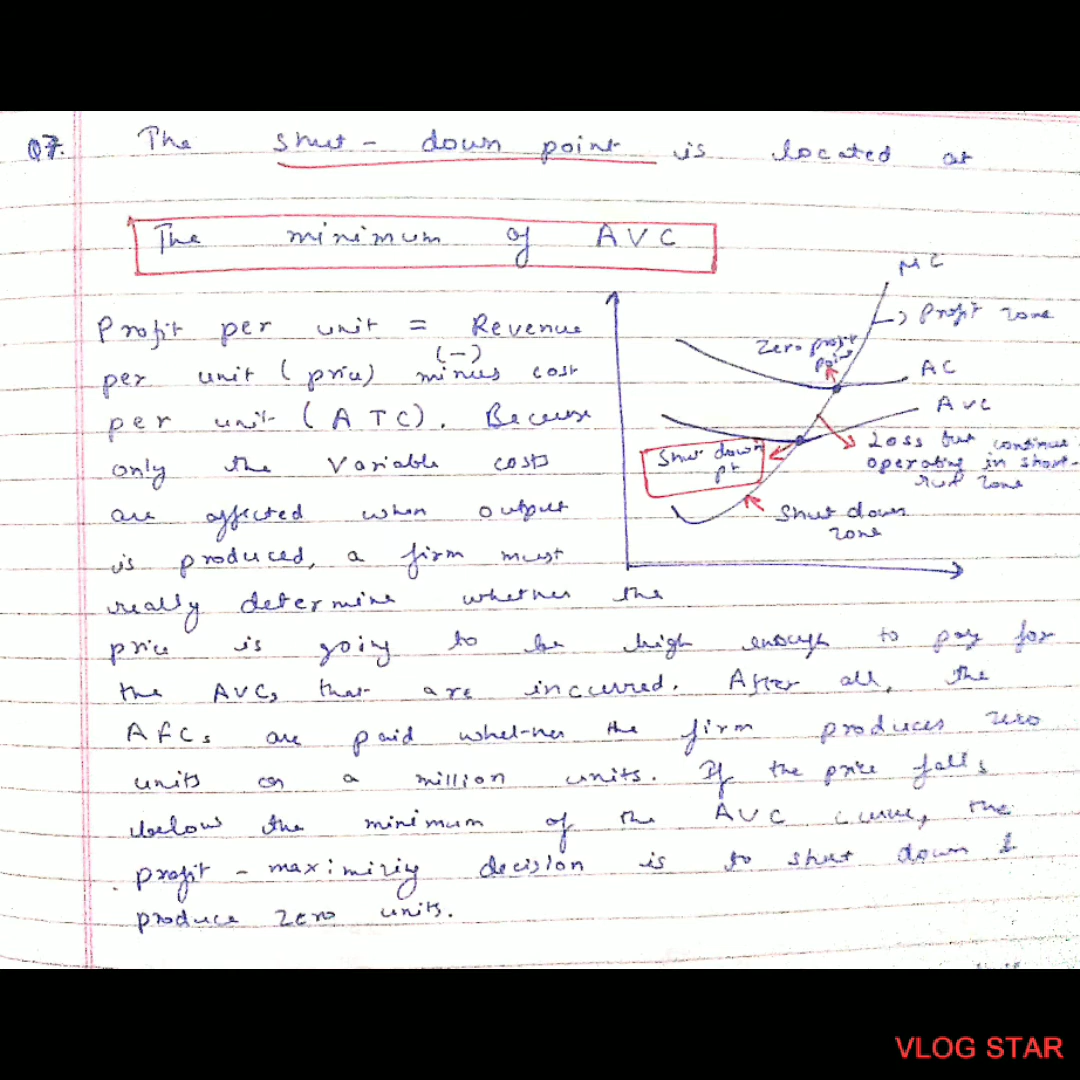 Q7. The shut-down point is located at
The minimum of AVC
Profit per unit = Revenue
per unit (price) (-) minus cost
per unit (ATC). Because
only the variable costs
are affected when output
is produced, a firm must
really determine whether the
price is going to be high enough to pay for
the AVCs that are incurred. After all, the
AFCs are paid whether the firm produces zero
units or a million units. If the price falls
below the minimum of the AVC curve, the
profit-maximizing decision is to shut down &
produce zero units.
MC
Profit zone
Zero profit
point
AC
AVC
Loss but continue
operating in short-
run zone
Shut down
pt
Shut down
zone
VLOG STAR